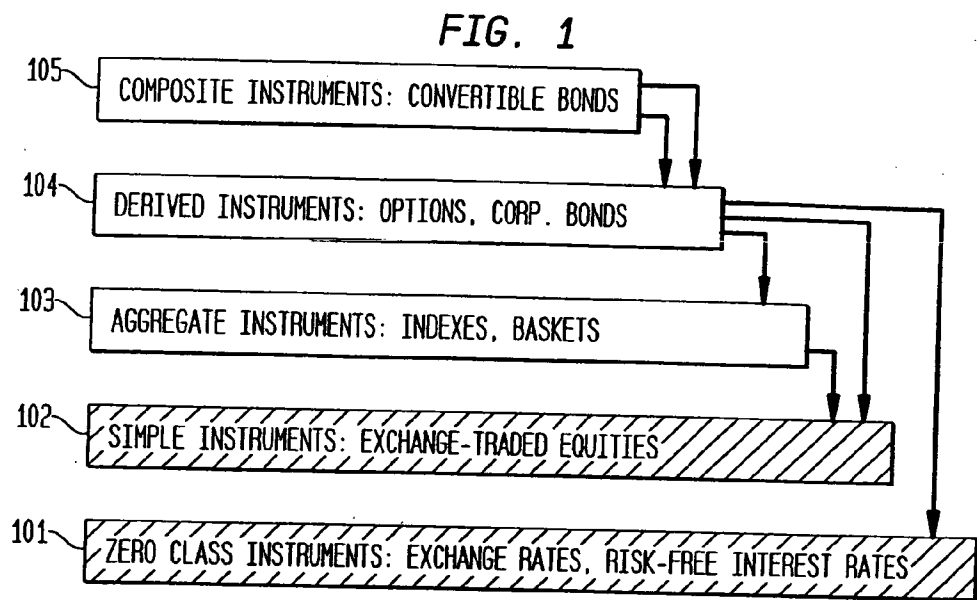 FIG. 1
105
COMPOSITE INSTRUMENTS: CONVERTIBLE BONDS
104
DERIVED INSTRUMENTS: OPTIONS, CORP. BONDS
103
AGGREGATE INSTRUMENTS: INDEXES, BASKETS
102
SIMPLE INSTRUMENTS: EXCHANGE-TRADED EQUITIES
101
ZERO CLASS INSTRUMENTS: EXCHANGE RATES, RISK-FREE INTEREST RATES